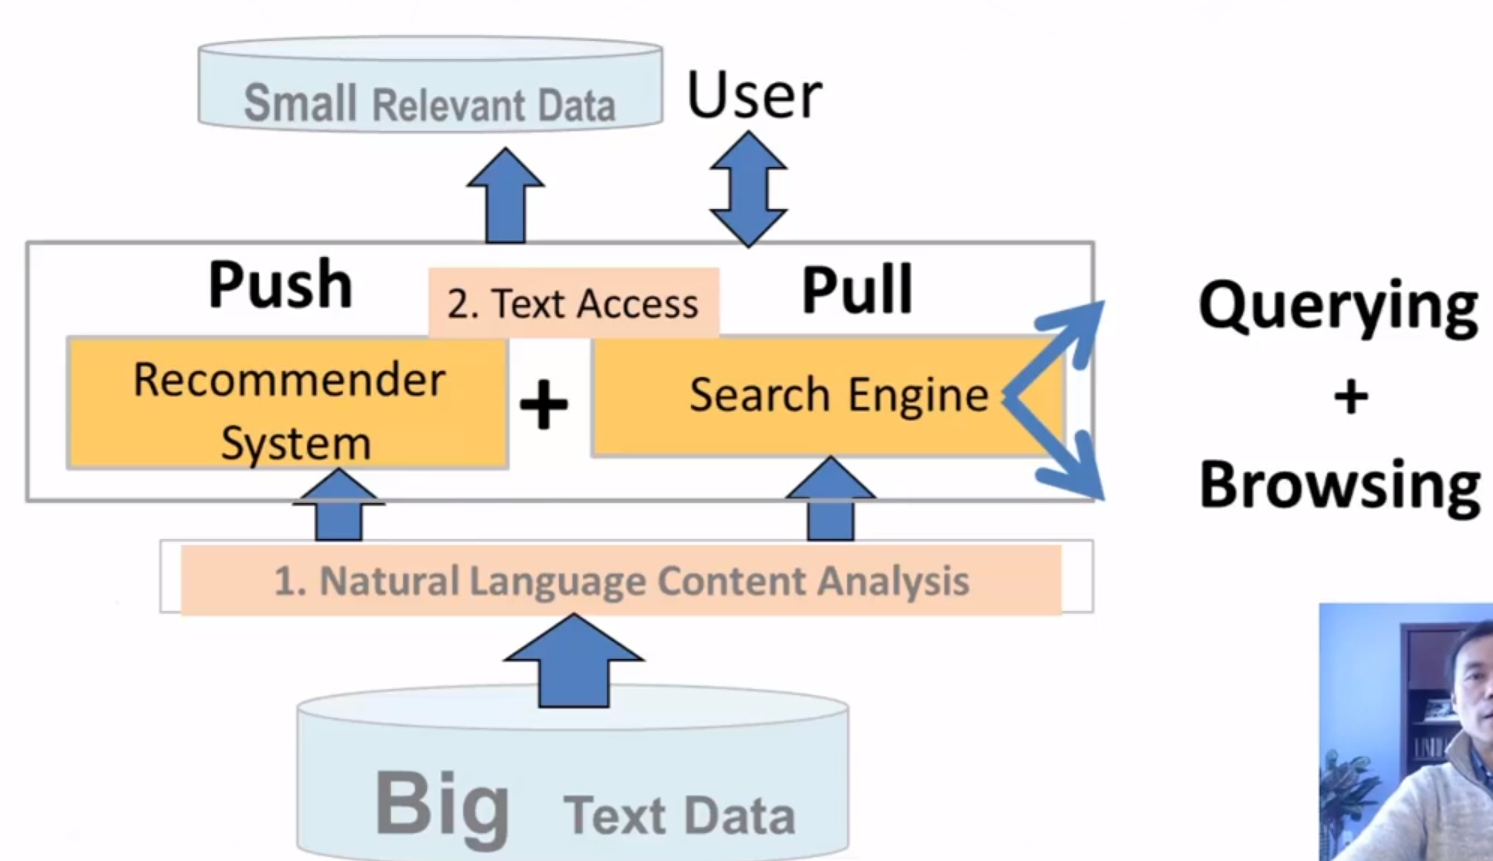 Small Relevant Data
User
Push
2. Text Access
Pull
Recommender
System
+
Search Engine
Querying
+
Browsing
1. Natural Language Content Analysis
Big Text Data